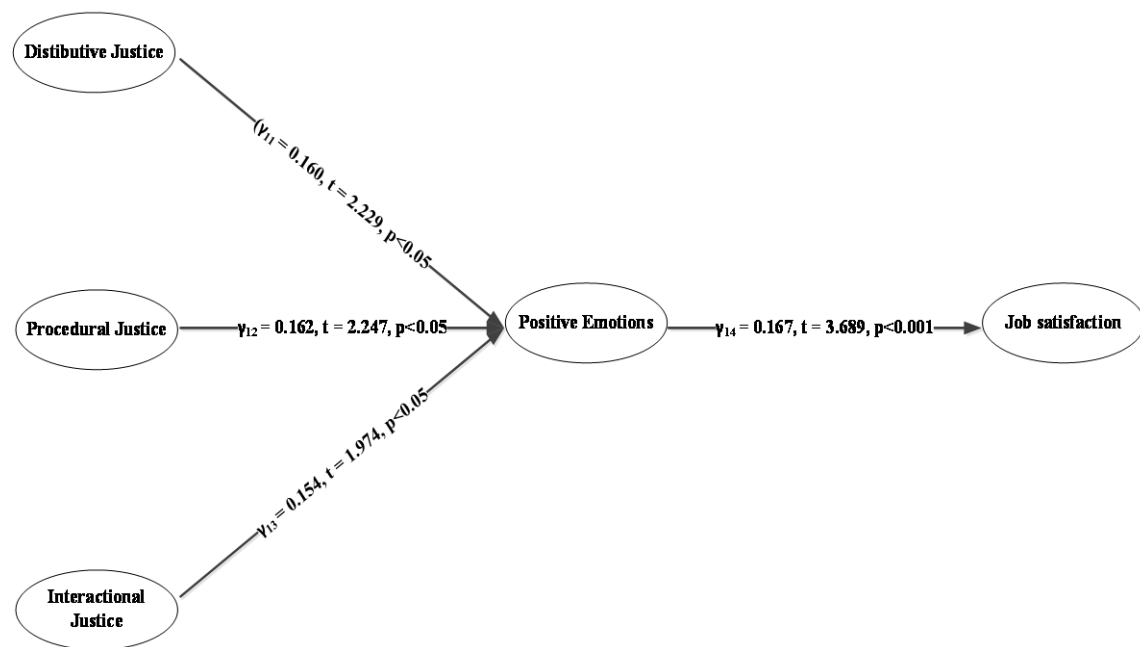 Distibutive Justice
(γ₁₁ = 0.160, t = 2.229, p<0.05
Procedural Justice
γ₁₂ = 0.162, t = 2.247, p<0.05
Positive Emotions
γ₁₄ = 0.167, t = 3.689, p<0.001
Job satisfaction
γ₁₃ = 0.154, t = 1.974, p<0.05
Interactional
Justice